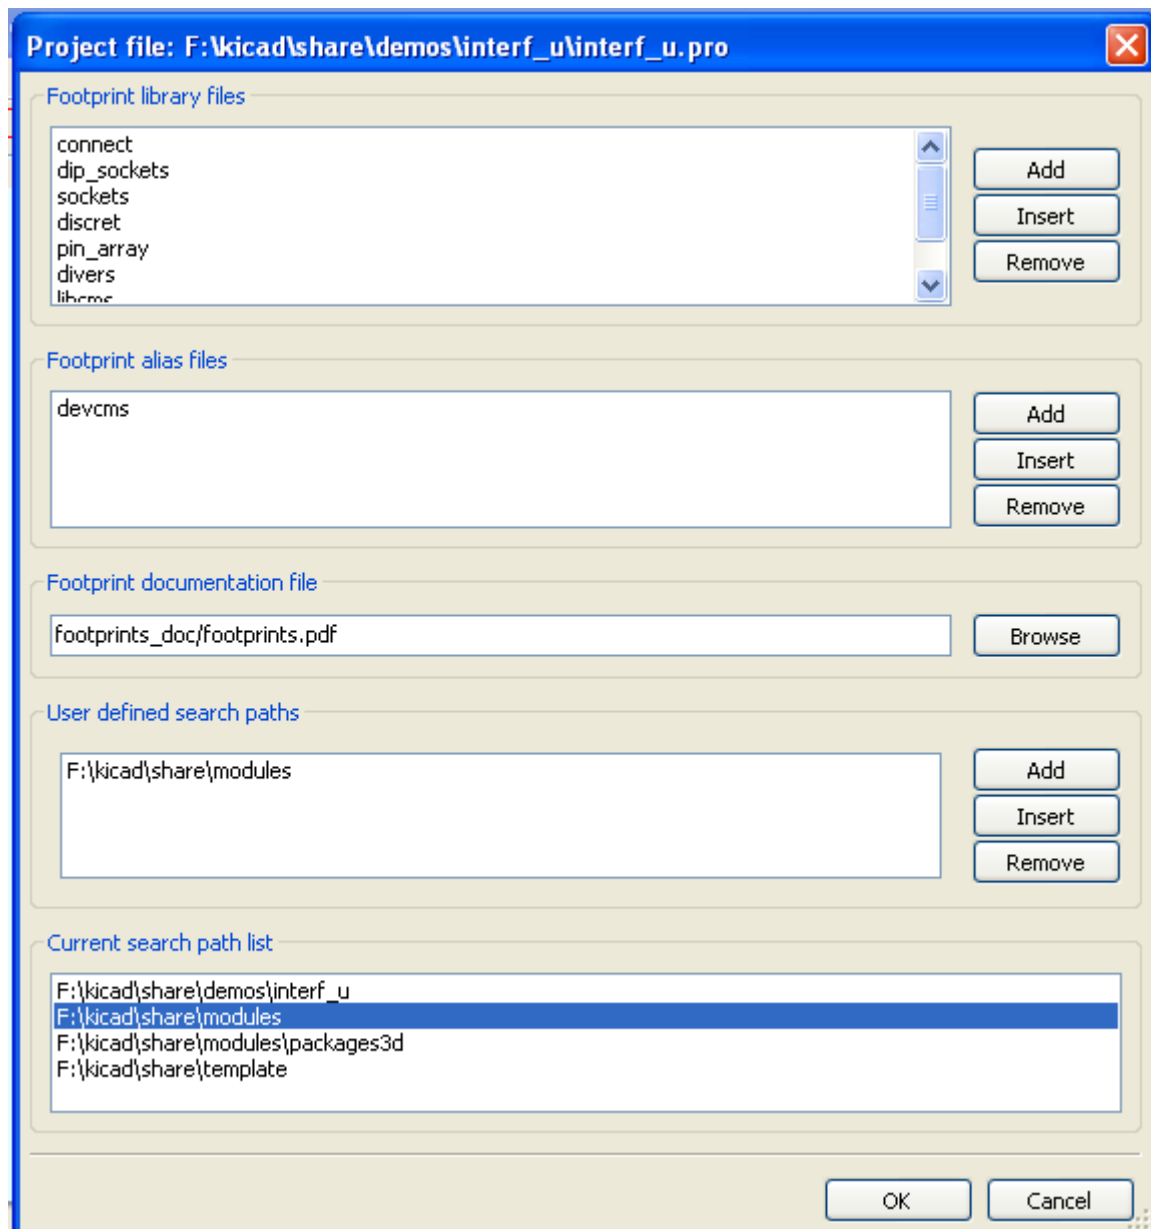 Project file: F:\kicad\share\demos\interf_u\interf_u.pro
Footprint library files
connect
dip_sockets
sockets
discret
pin_array
divers
libcms
Add
Insert
Remove
Footprint alias files
devcms
Add
Insert
Remove
Footprint documentation file
footprints_doc/footprints.pdf
Browse
User defined search paths
F:\kicad\share\modules
Add
Insert
Remove
Current search path list
F:\kicad\share\demos\interf_u
F:\kicad\share\modules
F:\kicad\share\modules\packages3d
F:\kicad\share\template
OK
Cancel